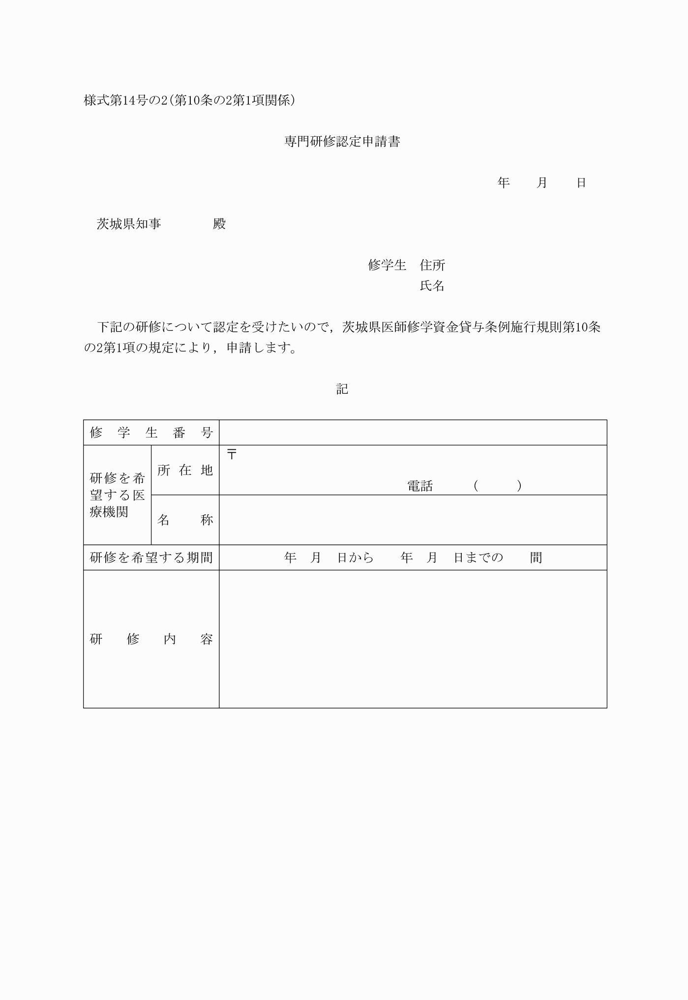 様式第14号の2（第10条の2第1項関係）
専門研修認定申請書
年　　月　　日
茨城県知事　　　　殿
修学生　住所
氏名
下記の研修について認定を受けたいので，茨城県医師修学資金貸与条例施行規則第10条
の2第1項の規定により，申請します。
記
修学生番号
研修を希
望する医
療機関
所在地
〒
電話　　　（　　　）
名称
研修を希望する期間
年　月　日から　　年　月　日までの　　間
研修内容